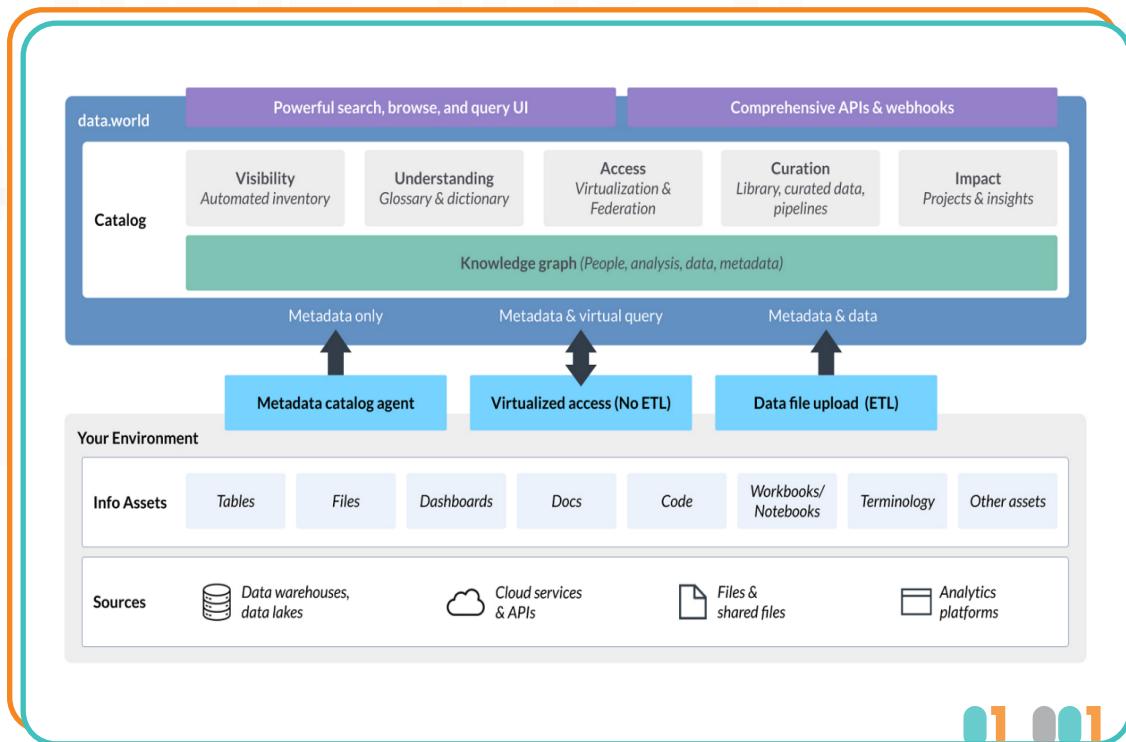 Powerful search, browse, and query UI
Comprehensive APIs & webhooks
data.world
Catalog
Visibility
Automated inventory
Understanding
Glossary & dictionary
Access
Virtualization &
Federation
Curation
Library, curated data,
pipelines
Impact
Projects & insights
Knowledge graph (People, analysis, data, metadata)
Metadata only
Metadata & virtual query
Metadata & data
Metadata catalog agent
Virtualized access (No ETL)
Data file upload (ETL)
Your Environment
Info Assets
Tables
Files
Dashboards
Docs
Code
Workbooks/
Notebooks
Terminology
Other assets
Sources
Data warehouses,
data lakes
Cloud services
& APIs
Files &
shared files
Analytics
platforms
01 001